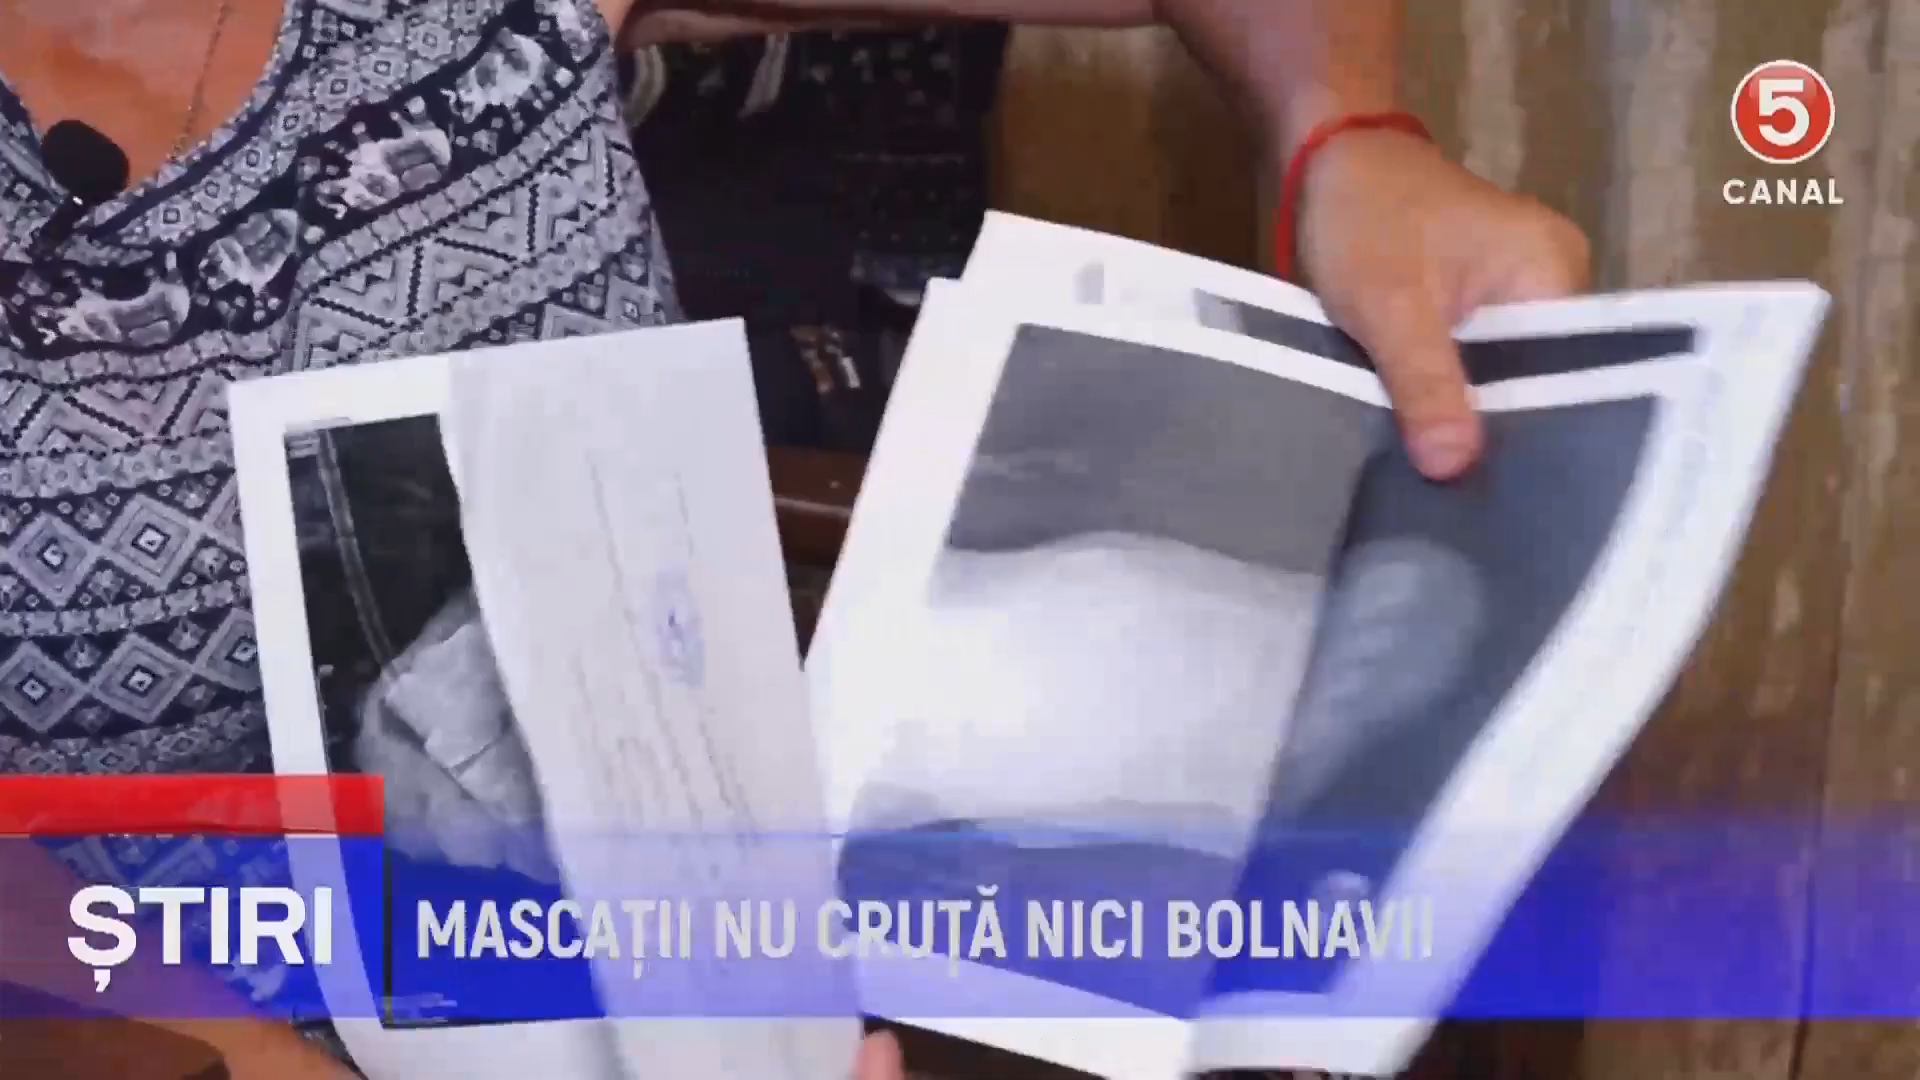 5
CANAL
ȘTIRI
MASCAȚII NU CRUȚĂ NICI BOLNAVII